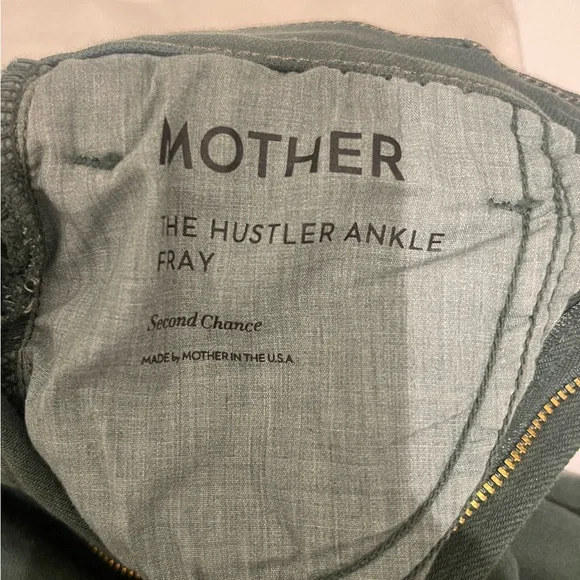 MOTHER
THE HUSTLER ANKLE
FRAY
Second Chance
MADE by MOTHER IN THE U.S.A.